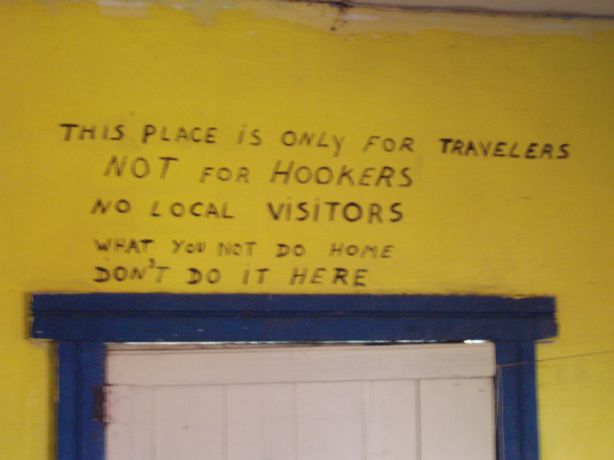 THIS PLACE iS ONLY FOR TRAVELERS
NOT FOR HOOKERS
NO LOCAL ViSiTORS
WHAT YOU NOT DO HOME
DON'T DO IT HERE